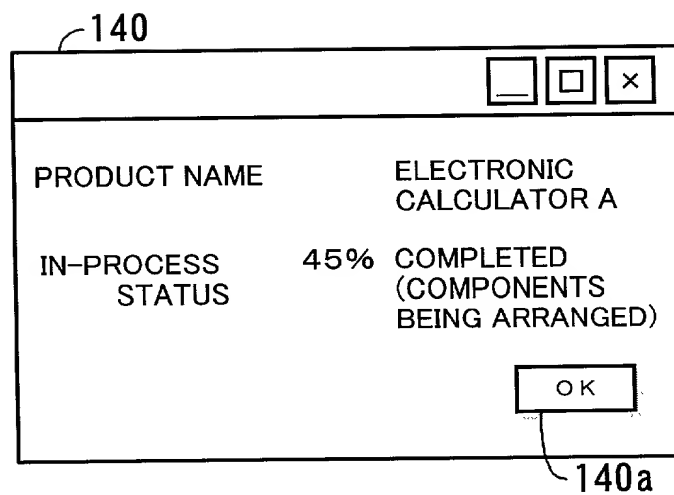 140
PRODUCT NAME ELECTRONIC
CALCULATOR A
IN-PROCESS 45% COMPLETED
STATUS (COMPONENTS
BEING ARRANGED)
OK
140a